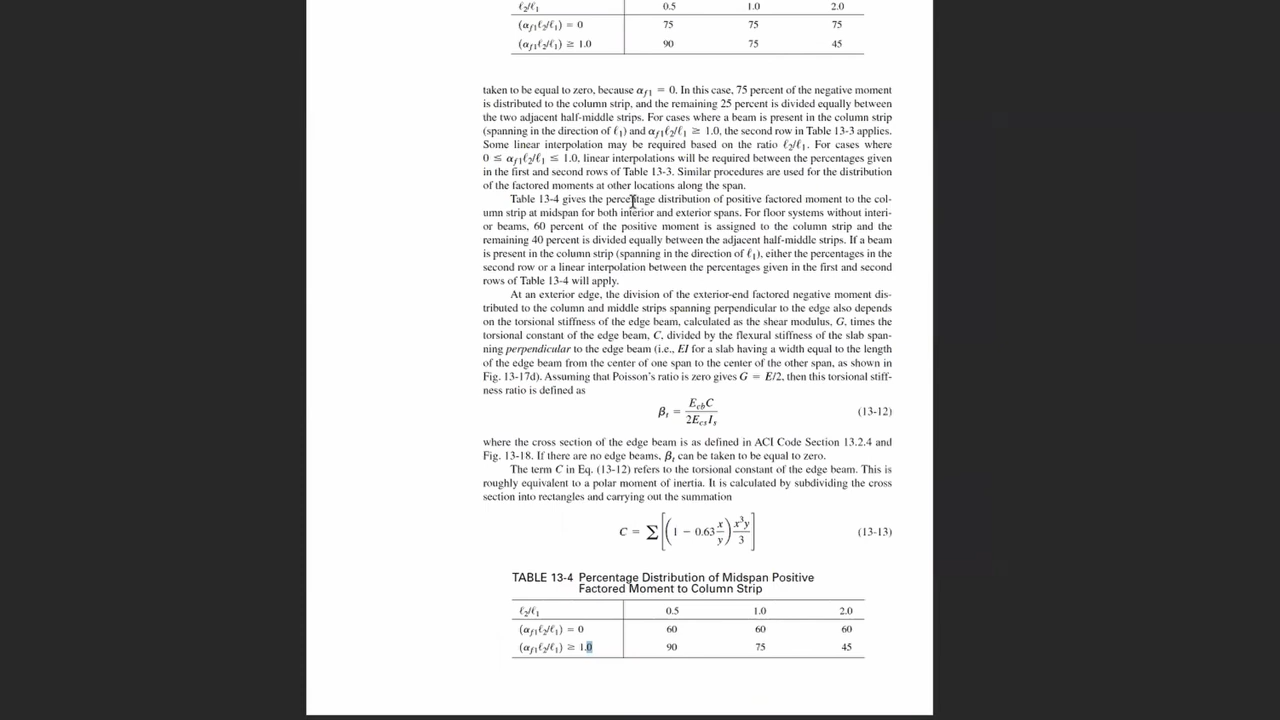 ℓ₂/ℓ₁ 0.5 1.0 2.0
(α_f1ℓ₂/ℓ₁) = 0 75 75 75
(α_f1ℓ₂/ℓ₁) ≥ 1.0 90 75 45
taken to be equal to zero, because α_f1 = 0. In this case, 75 percent of the negative moment
is distributed to the column strip, and the remaining 25 percent is divided equally between
the two adjacent half-middle strips. For cases where a beam is present in the column strip
(spanning in the direction of ℓ₁) and α_f1ℓ₂/ℓ₁ ≥ 1.0, the second row in Table 13-3 applies.
Some linear interpolation may be required based on the ratio ℓ₂/ℓ₁. For cases where
0 ≤ α_f1ℓ₂/ℓ₁ ≤ 1.0, linear interpolations will be required between the percentages given
in the first and second rows of Table 13-3. Similar procedures are used for the distribution
of the factored moments at other locations along the span.
Table 13-4 gives the percentage distribution of positive factored moment to the col-
umn strip at midspan for both interior and exterior spans. For floor systems without interi-
or beams, 60 percent of the positive moment is assigned to the column strip and the
remaining 40 percent is divided equally between the adjacent half-middle strips. If a beam
is present in the column strip (spanning in the direction of ℓ₁), either the percentages in the
second row or a linear interpolation between the percentages given in the first and second
rows of Table 13-4 will apply.
At an exterior edge, the division of the exterior-end factored negative moment dis-
tributed to the column and middle strips spanning perpendicular to the edge also depends
on the torsional stiffness of the edge beam, calculated as the shear modulus, G, times the
torsional constant of the edge beam, C, divided by the flexural stiffness of the slab span-
ning perpendicular to the edge beam (i.e., EI for a slab having a width equal to the length
of the edge beam from the center of one span to the center of the other span, as shown in
Fig. 13-17d). Assuming that Poisson's ratio is zero gives G = E/2, then this torsional stiff-
ness ratio is defined as
β_t = E_cb C / 2E_cs I_s (13-12)
where the cross section of the edge beam is as defined in ACI Code Section 13.2.4 and
Fig. 13-18. If there are no edge beams, β_t can be taken to be equal to zero.
The term C in Eq. (13-12) refers to the torsional constant of the edge beam. This is
roughly equivalent to a polar moment of inertia. It is calculated by subdividing the cross
section into rectangles and carrying out the summation
C = ∑[(1 − 0.63 x/y) x³y/3] (13-13)
TABLE 13-4 Percentage Distribution of Midspan Positive
Factored Moment to Column Strip
ℓ₂/ℓ₁ 0.5 1.0 2.0
(α_f1ℓ₂/ℓ₁) = 0 60 60 60
(α_f1ℓ₂/ℓ₁) ≥ 1.0 90 75 45